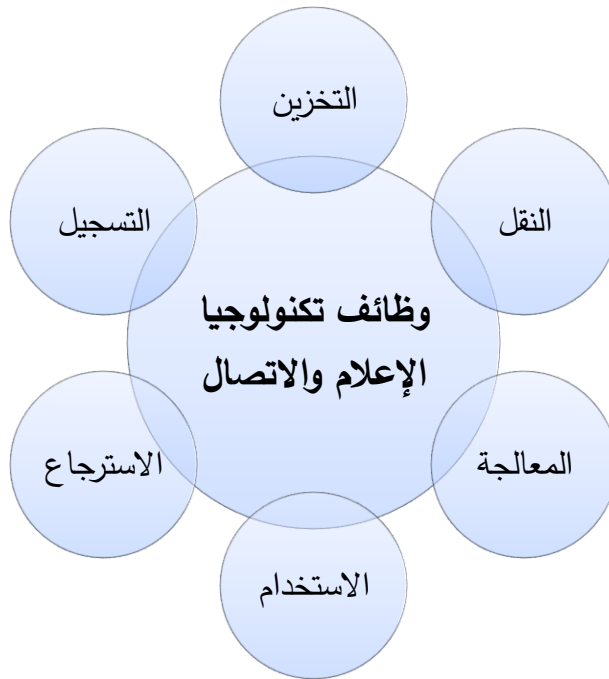 التخزين
النقل
التسجيل
وظائف تكنولوجيا
الإعلام والاتصال
المعالجة
الاسترجاع
الاستخدام